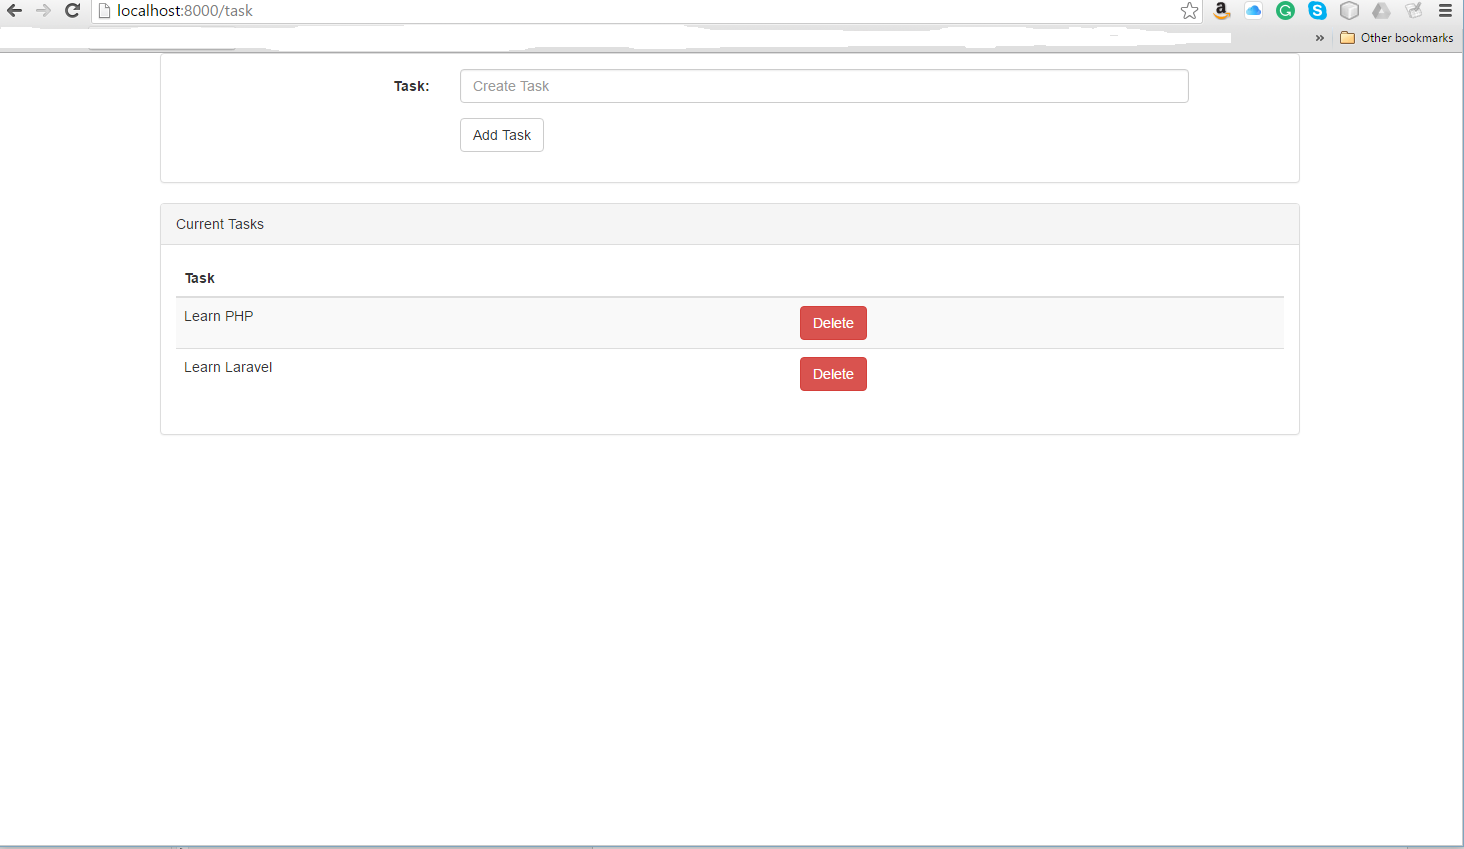 localhost:8000/task
» Other bookmarks
Task: Create Task
Add Task
Current Tasks
Task
Learn PHP Delete
Learn Laravel Delete